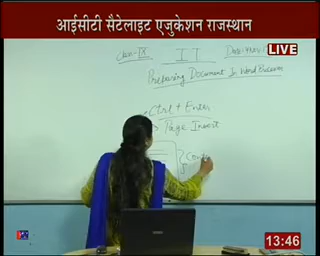 आईसीटी सैटेलाइट एजुकेशन राजस्थान
Class-IX IT
LIVE
Preparing Document In Word
Ctrl + Enter
Page Insert
13:46